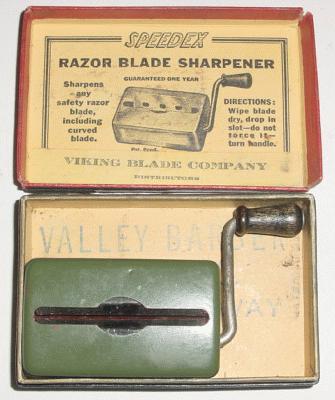 SPEEDEX
RAZOR BLADE SHARPENER
GUARANTEED ONE YEAR
Sharpens
any
safety razor
blade,
including
curved
blade.
DIRECTIONS:
Wipe blade
dry, drop in
slot—do not
force it—
turn handle.
Pat. Pend.
VIKING BLADE COMPANY
DISTRIBUTORS
VALLEY BARBER
WAY